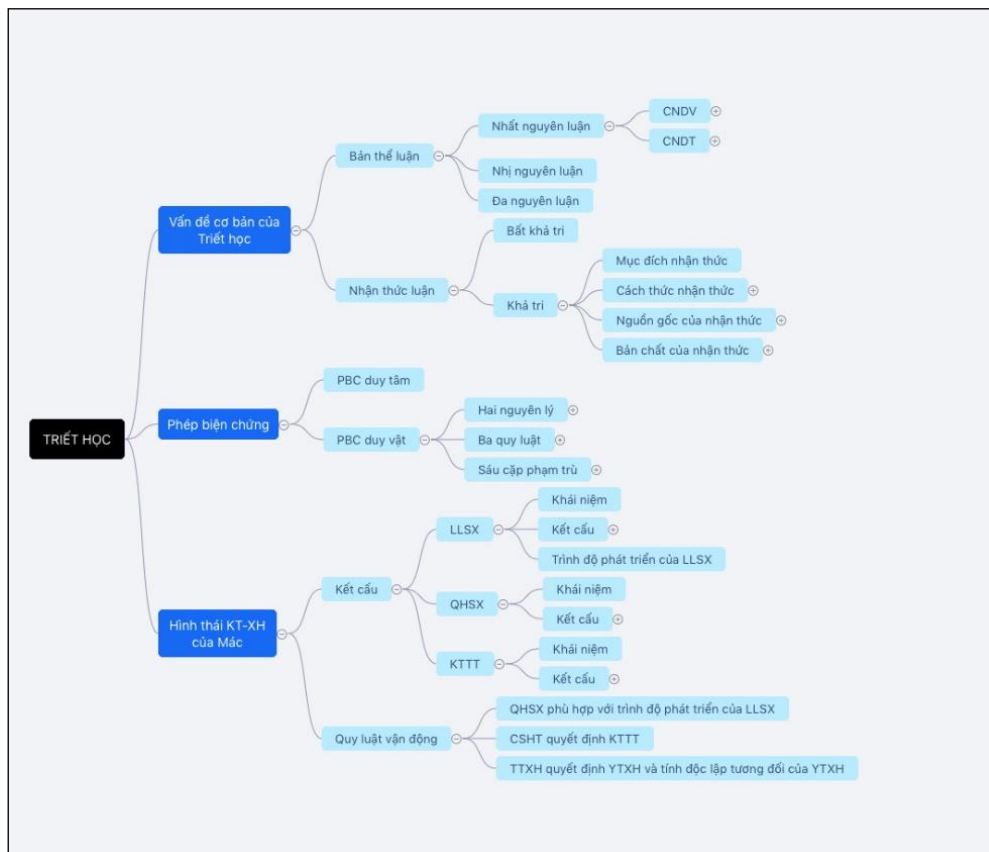 TRIẾT HỌC
Vấn đề cơ bản của
Triết học
Bản thể luận
Nhất nguyên luận
CNDV
CNDT
Nhị nguyên luận
Đa nguyên luận
Nhận thức luận
Bất khả tri
Khả tri
Mục đích nhận thức
Cách thức nhận thức
Nguồn gốc của nhận thức
Bản chất của nhận thức
Phép biện chứng
PBC duy tâm
PBC duy vật
Hai nguyên lý
Ba quy luật
Sáu cặp phạm trù
Hình thái KT-XH
của Mác
Kết cấu
LLSX
Khái niệm
Kết cấu
Trình độ phát triển của LLSX
QHSX
Khái niệm
Kết cấu
KTTT
Khái niệm
Kết cấu
Quy luật vận động
QHSX phù hợp với trình độ phát triển của LLSX
CSHT quyết định KTTT
TTXH quyết định YTXH và tính độc lập tương đối của YTXH